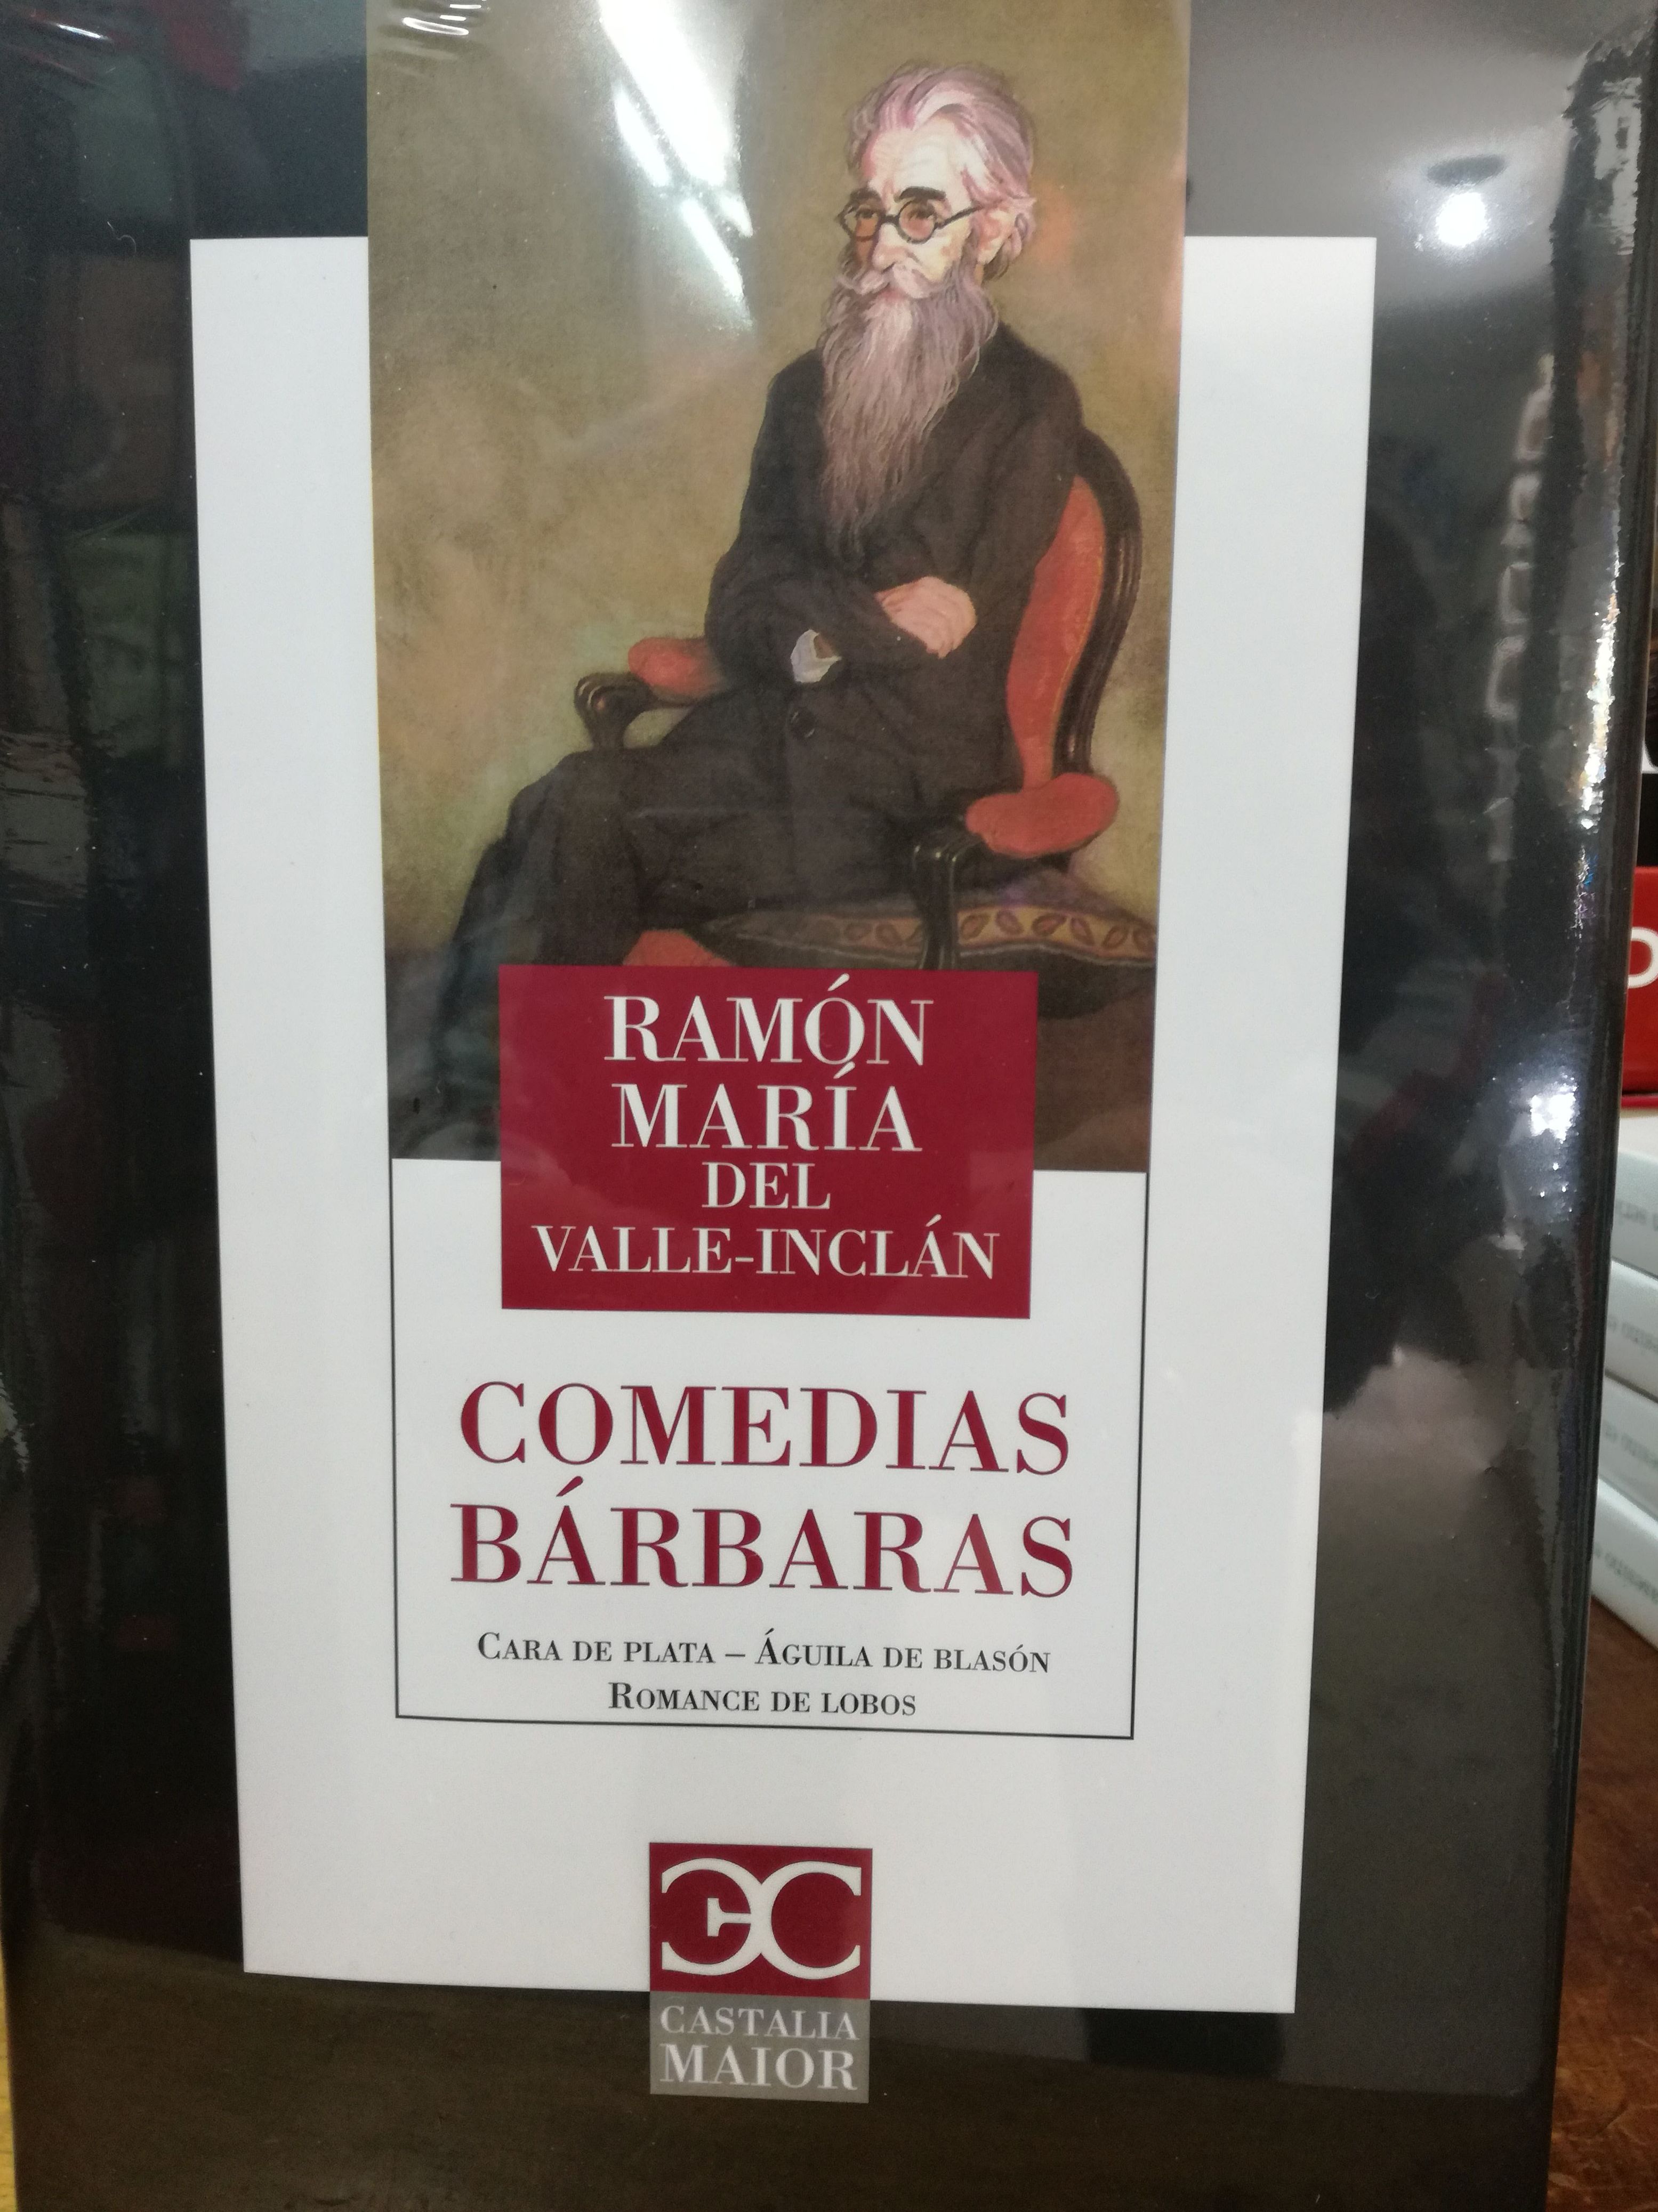 RAMÓN
MARÍA
DEL
VALLE-INCLÁN
COMEDIAS
BÁRBARAS
CARA DE PLATA – ÁGUILA DE BLASÓN
ROMANCE DE LOBOS
CASTALIA
MAIOR